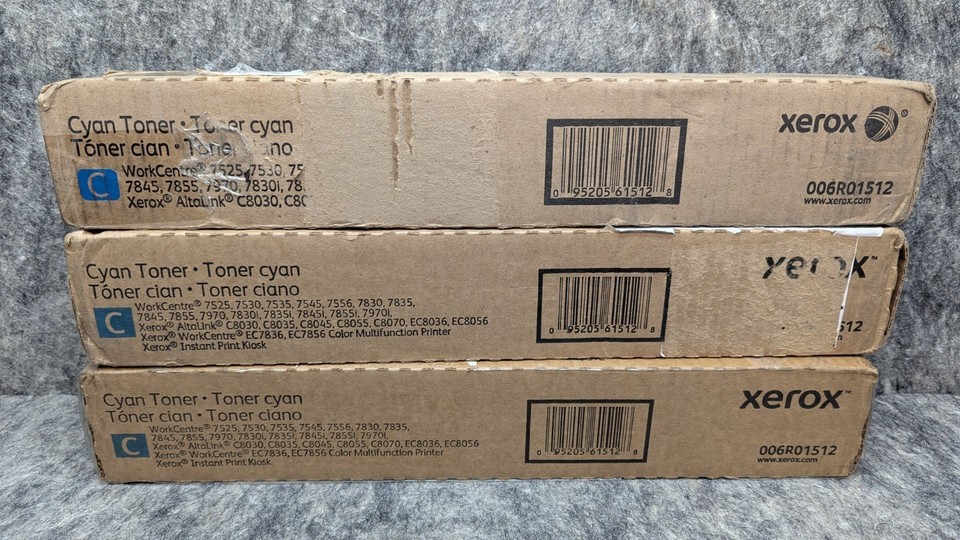 Cyan Toner • Toner cyan
Tóner cian • Toner ciano
C
WorkCentre® 7525, 7530, 75
7845, 7855, 7970, 7830i, 78
Xerox® AltaLink® C8030, C80
0 95205 61512 8
xerox®
006R01512
www.xerox.com
Cyan Toner • Toner cyan
Tóner cian • Toner ciano
C
WorkCentre® 7525, 7530, 7535, 7545, 7556, 7830, 7835,
7845, 7855, 7970, 7830i, 7835i, 7845i, 7855i, 7970i,
Xerox® AltaLink® C8030, C8035, C8045, C8055, C8070, EC8036, EC8056
Xerox® WorkCentre® EC7836, EC7856 Color Multifunction Printer
Xerox® Instant Print Kiosk
0 95205 61512 8
xerox™
512
Cyan Toner • Toner cyan
Tóner cian • Toner ciano
C
WorkCentre® 7525, 7530, 7535, 7545, 7556, 7830, 7835,
7845, 7855, 7970, 7830i, 7835i, 7845i, 7855i, 7970i,
Xerox® AltaLink® C8030, C8035, C8045, C8055, C8070, EC8036, EC8056
Xerox® WorkCentre® EC7836, EC7856 Color Multifunction Printer
Xerox® Instant Print Kiosk
0 95205 61512 8
xerox™
006R01512
www.xerox.com